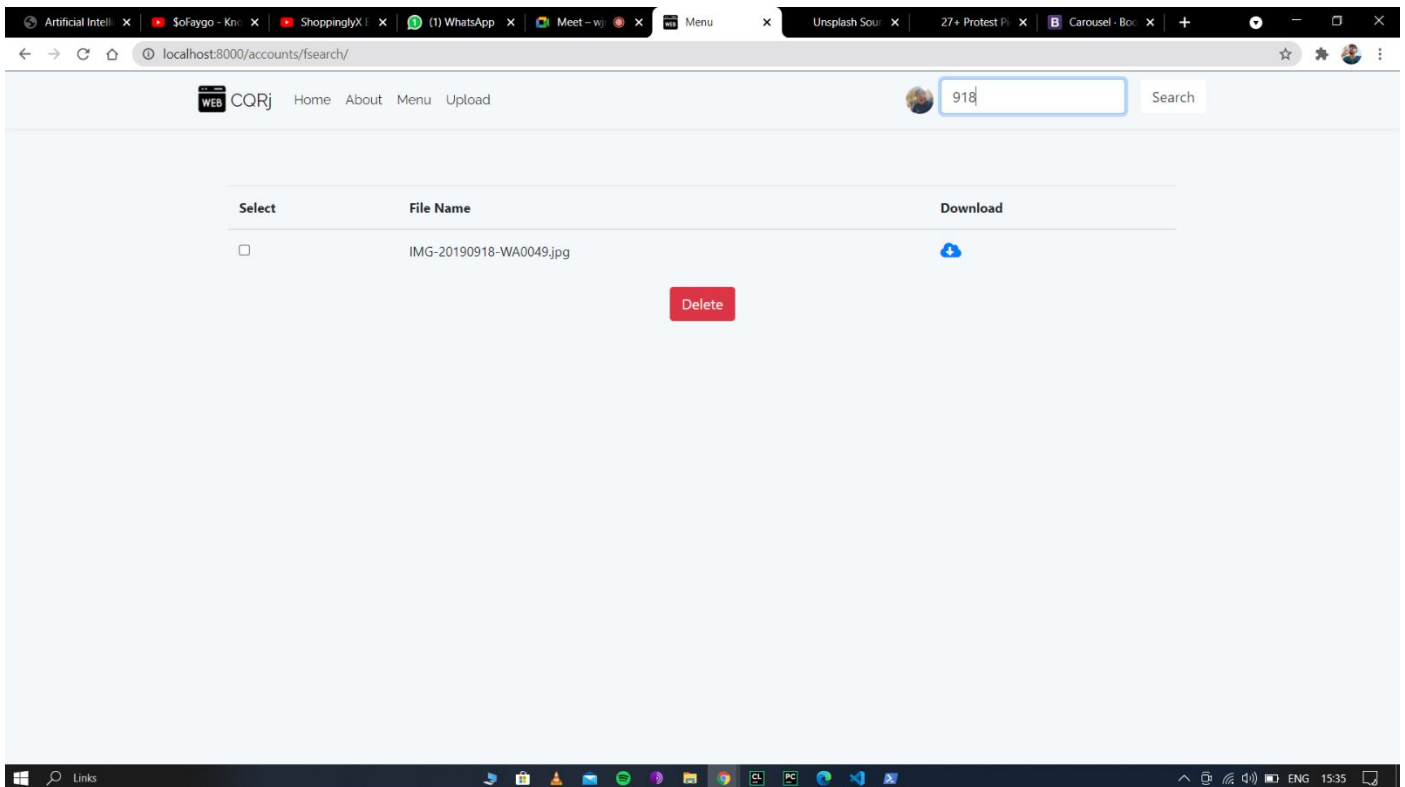 Artificial Intelli $oFaygo - Kno ShoppinglyX E (1) WhatsApp Meet – wj Menu Unsplash Sour 27+ Protest Pi B Carousel · Boo
localhost:8000/accounts/fsearch/
WEB CQRj Home About Menu Upload 918 Search
Select File Name Download
IMG-20190918-WA0049.jpg
Delete
Links CL PC ENG 15:35